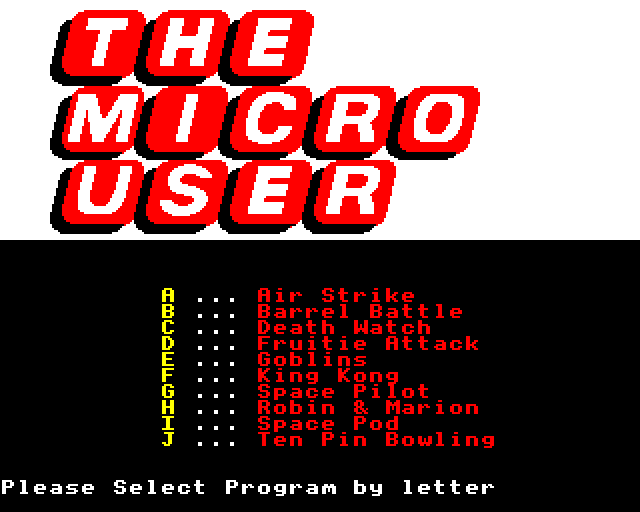 THE
MICRO
USER
A ... Air Strike
B ... Barrel Battle
C ... Death Watch
D ... Fruitie Attack
E ... Goblins
F ... King Kong
G ... Space Pilot
H ... Robin & Marion
I ... Space Pod
J ... Ten Pin Bowling
Please Select Program by letter